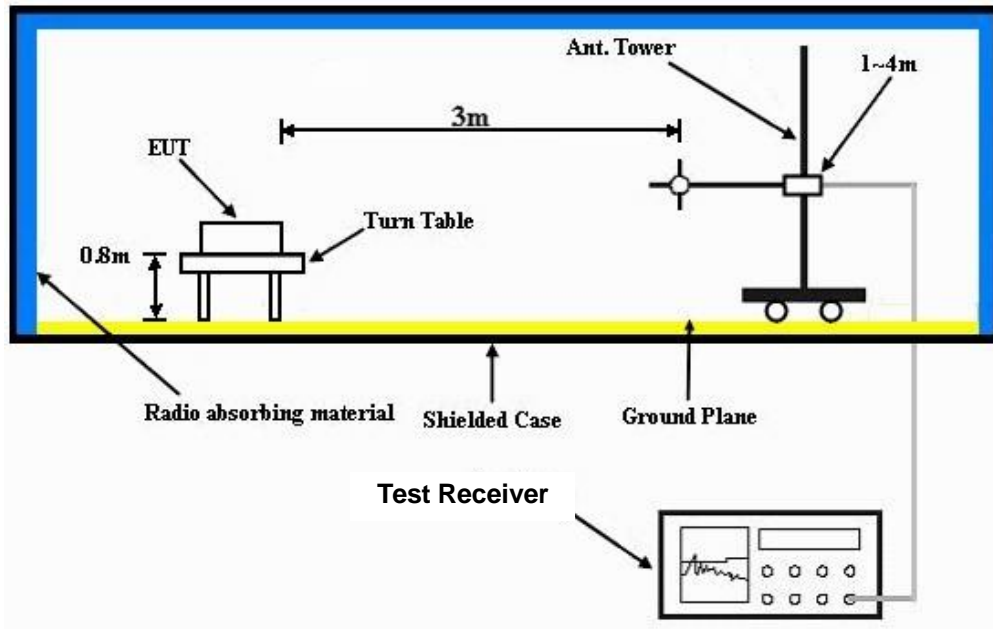 Ant. Tower
1~4m
3m
EUT
Turn Table
0.8m
Radio absorbing material
Shielded Case
Ground Plane
Test Receiver